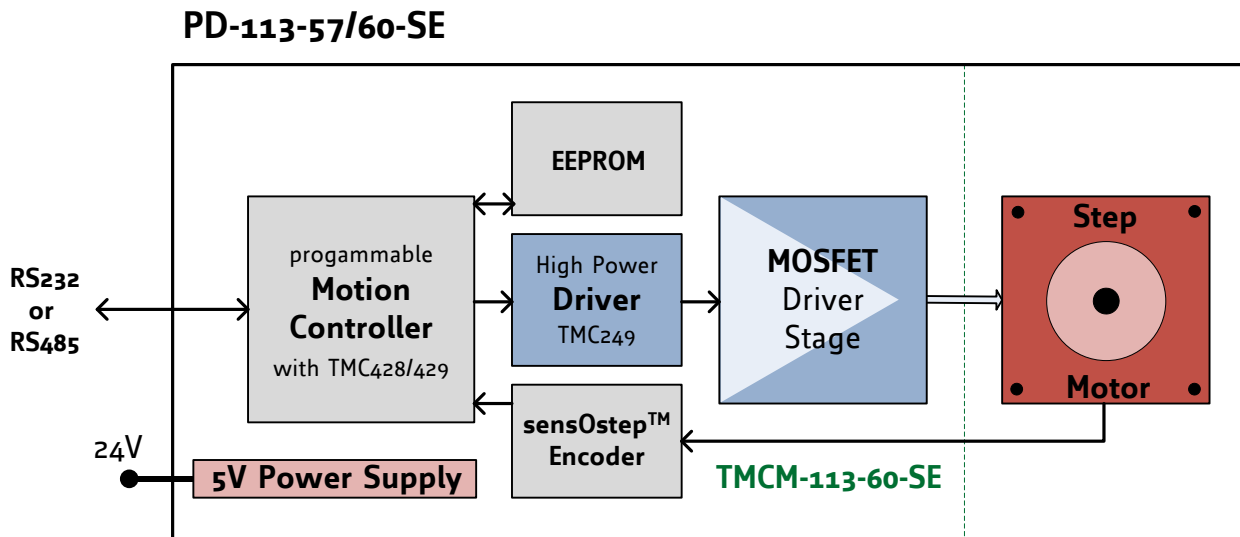 PD-113-57/60-SE
EEPROM
progammable
Motion
Controller
with TMC428/429
High Power
Driver
TMC249
MOSFET
Driver
Stage
Step
Motor
RS232
or
RS485
sensOstep™
Encoder
24V
5V Power Supply
TMCM-113-60-SE